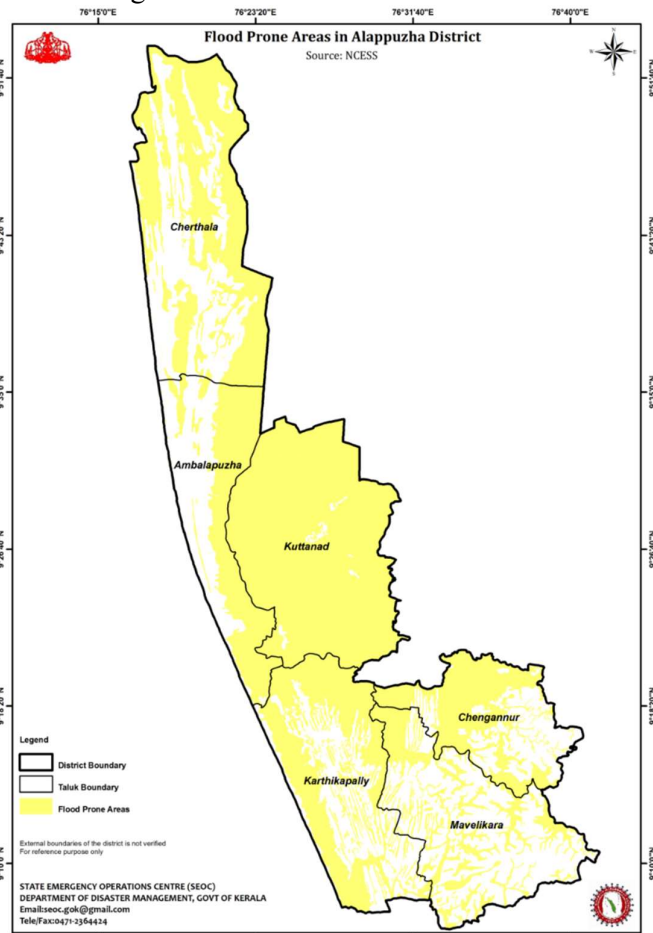 76°15'0"E 76°23'20"E 76°31'40"E 76°40'0"E
Flood Prone Areas in Alappuzha District
Source: NCESS
N
Cherthala
Ambalapuzha
Kuttanad
Chengannur
Karthikapally
Mavelikara
Legend
District Boundary
Taluk Boundary
Flood Prone Areas
External boundaries of the district is not verified
For reference purpose only
STATE EMERGENCY OPERATIONS CENTRE (SEOC)
DEPARTMENT OF DISASTER MANAGEMENT, GOVT OF KERALA
Email:seoc.gok@gmail.com
Tele/Fax:0471-2364424